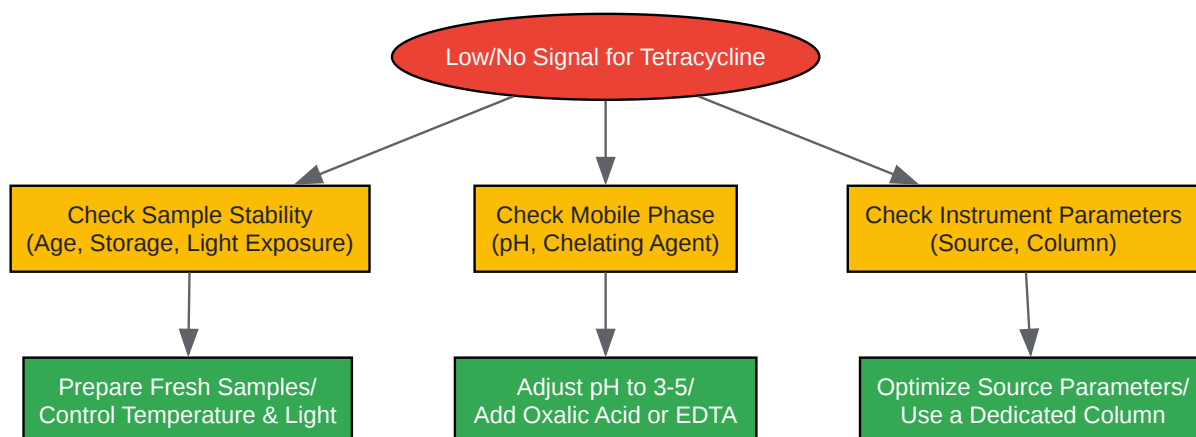 Low/No Signal for Tetracycline
Check Sample Stability
(Age, Storage, Light Exposure)
Check Mobile Phase
(pH, Chelating Agent)
Check Instrument Parameters
(Source, Column)
Prepare Fresh Samples/
Control Temperature & Light
Adjust pH to 3-5/
Add Oxalic Acid or EDTA
Optimize Source Parameters/
Use a Dedicated Column